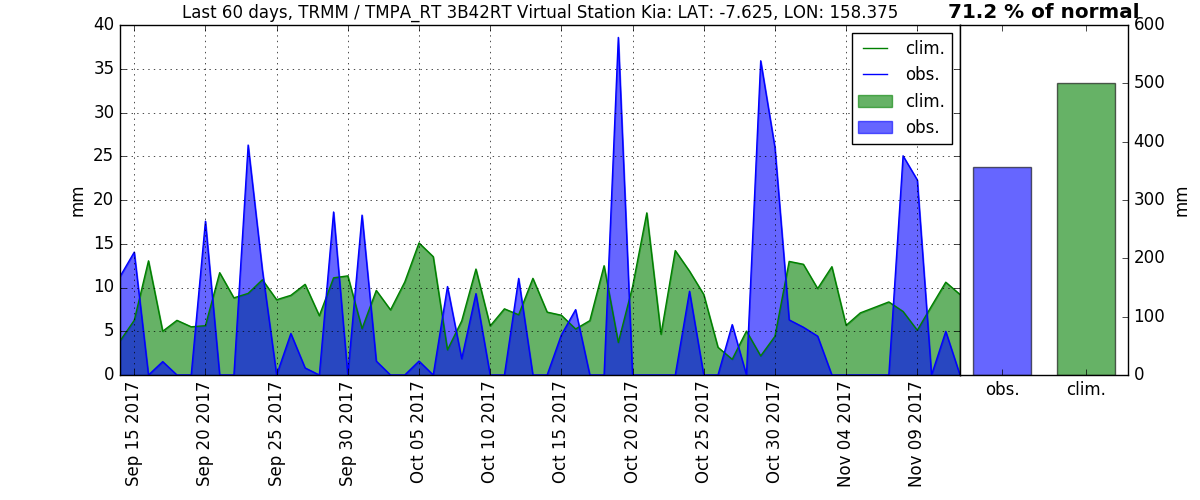 Last 60 days, TRMM / TMPA_RT 3B42RT Virtual Station Kia: LAT: -7.625, LON: 158.375
71.2 % of normal
mm
40
35
30
25
20
15
10
5
0
clim.
obs.
clim.
obs.
Sep 15 2017
Sep 20 2017
Sep 25 2017
Sep 30 2017
Oct 05 2017
Oct 10 2017
Oct 15 2017
Oct 20 2017
Oct 25 2017
Oct 30 2017
Nov 04 2017
Nov 09 2017
600
500
400
300
200
100
0
mm
obs.
clim.